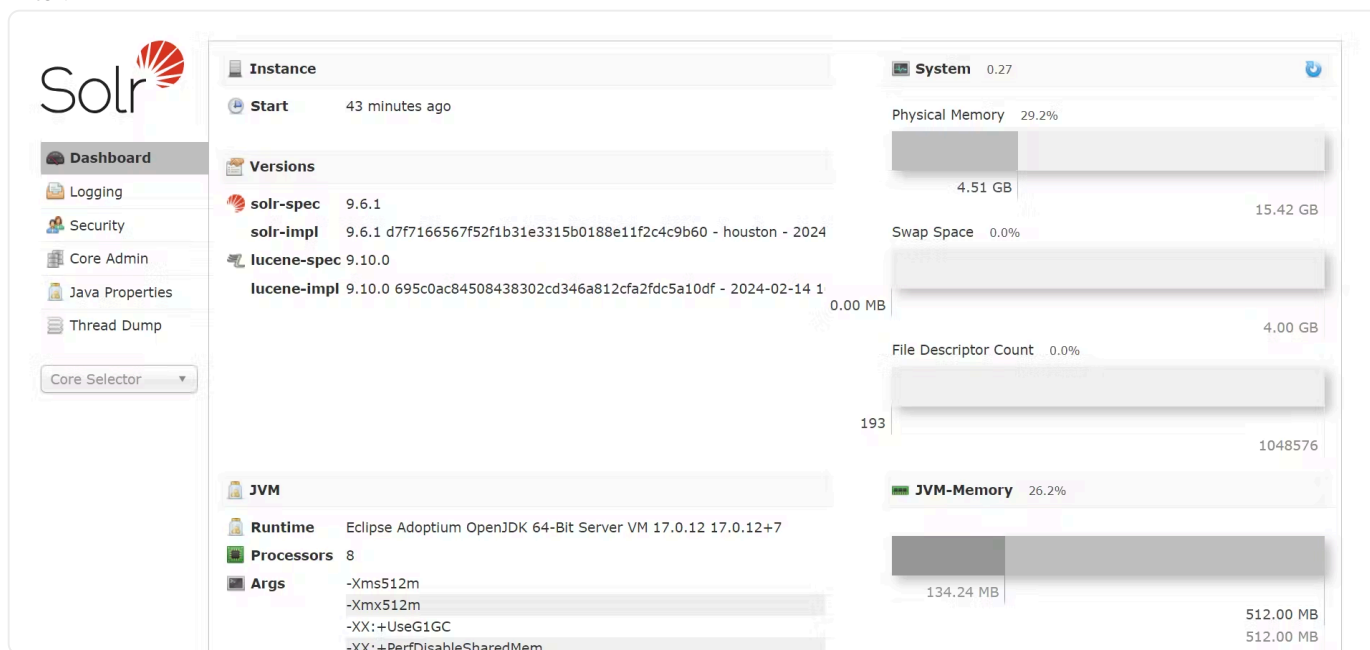 Solr
Dashboard
Logging
Security
Core Admin
Java Properties
Thread Dump
Core Selector
Instance
Start 43 minutes ago
Versions
solr-spec 9.6.1
solr-impl 9.6.1 d7f7166567f52f1b31e3315b0188e11f2c4c9b60 - houston - 2024
lucene-spec 9.10.0
lucene-impl 9.10.0 695c0ac84508438302cd346a812cfa2fdc5a10df - 2024-02-14 1
JVM
Runtime Eclipse Adoptium OpenJDK 64-Bit Server VM 17.0.12 17.0.12+7
Processors 8
Args -Xms512m
-Xmx512m
-XX:+UseG1GC
-XX:+PerfDisableSharedMem
System 0.27
Physical Memory 29.2%
4.51 GB
15.42 GB
Swap Space 0.0%
0.00 MB
4.00 GB
File Descriptor Count 0.0%
193
1048576
JVM-Memory 26.2%
134.24 MB
512.00 MB
512.00 MB